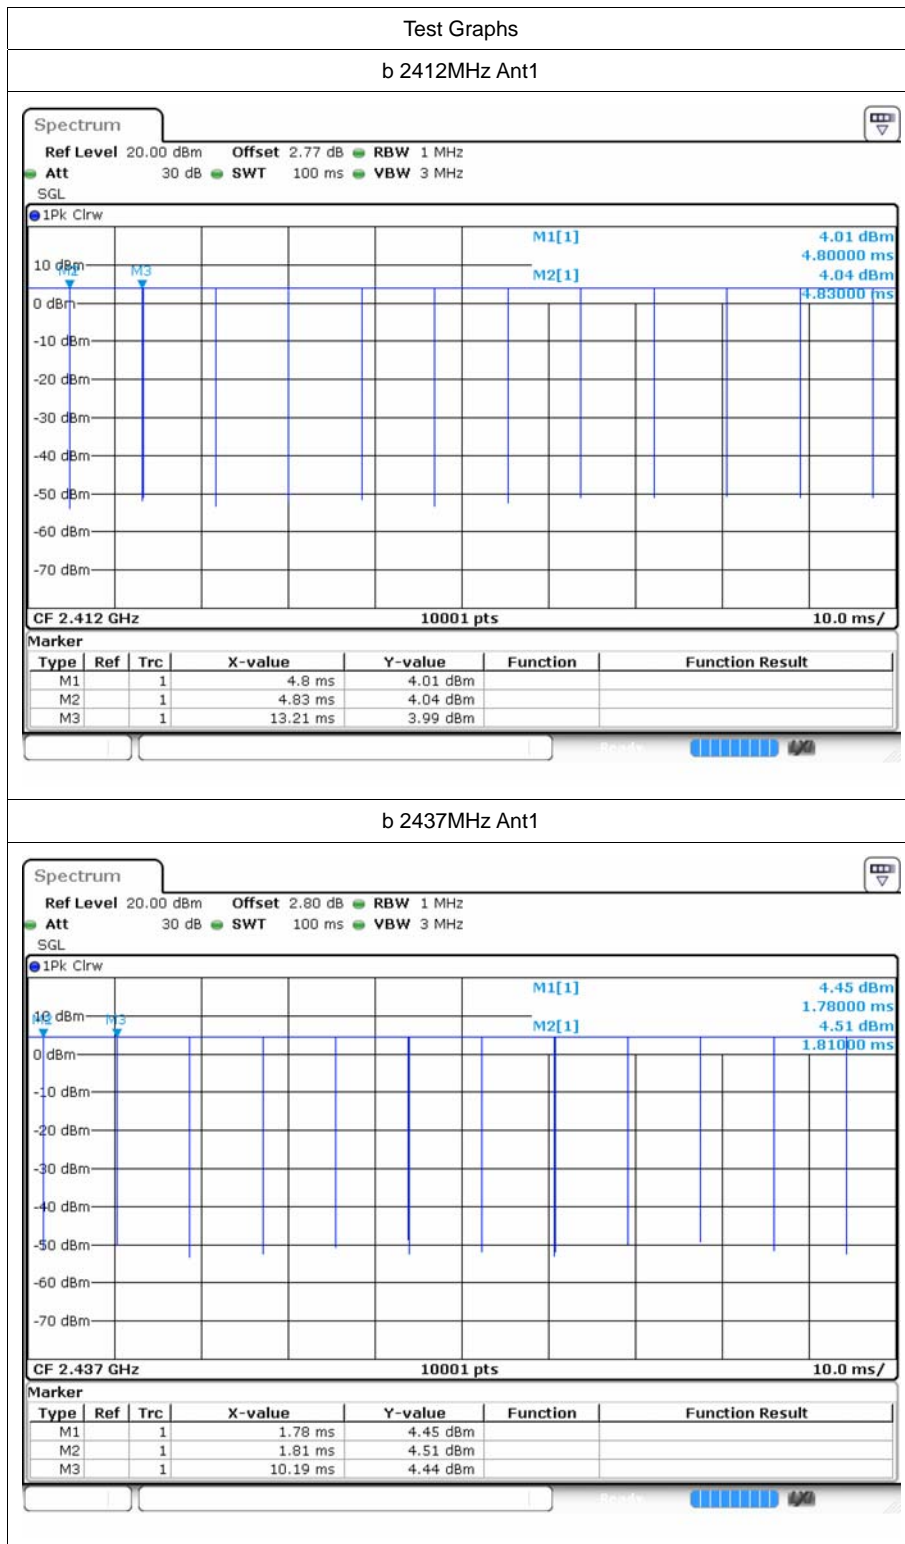 Test Graphs
b 2412MHz Ant1
Spectrum
Ref Level 20.00 dBm Offset 2.77 dB RBW 1 MHz
Att 30 dB SWT 100 ms VBW 3 MHz
SGL
1Pk Clrw
M1[1] 4.01 dBm
4.80000 ms
10 dBm
M2 M3
M2[1] 4.04 dBm
4.83000 ms
0 dBm
-10 dBm
-20 dBm
-30 dBm
-40 dBm
-50 dBm
-60 dBm
-70 dBm
CF 2.412 GHz 10001 pts 10.0 ms/
Marker
Type Ref Trc X-value Y-value Function Function Result
M1 1 4.8 ms 4.01 dBm
M2 1 4.83 ms 4.04 dBm
M3 1 13.21 ms 3.99 dBm
Ready
b 2437MHz Ant1
Spectrum
Ref Level 20.00 dBm Offset 2.80 dB RBW 1 MHz
Att 30 dB SWT 100 ms VBW 3 MHz
SGL
1Pk Clrw
M1[1] 4.45 dBm
1.78000 ms
10 dBm
M2 M3
M2[1] 4.51 dBm
1.81000 ms
0 dBm
-10 dBm
-20 dBm
-30 dBm
-40 dBm
-50 dBm
-60 dBm
-70 dBm
CF 2.437 GHz 10001 pts 10.0 ms/
Marker
Type Ref Trc X-value Y-value Function Function Result
M1 1 1.78 ms 4.45 dBm
M2 1 1.81 ms 4.51 dBm
M3 1 10.19 ms 4.44 dBm
Ready